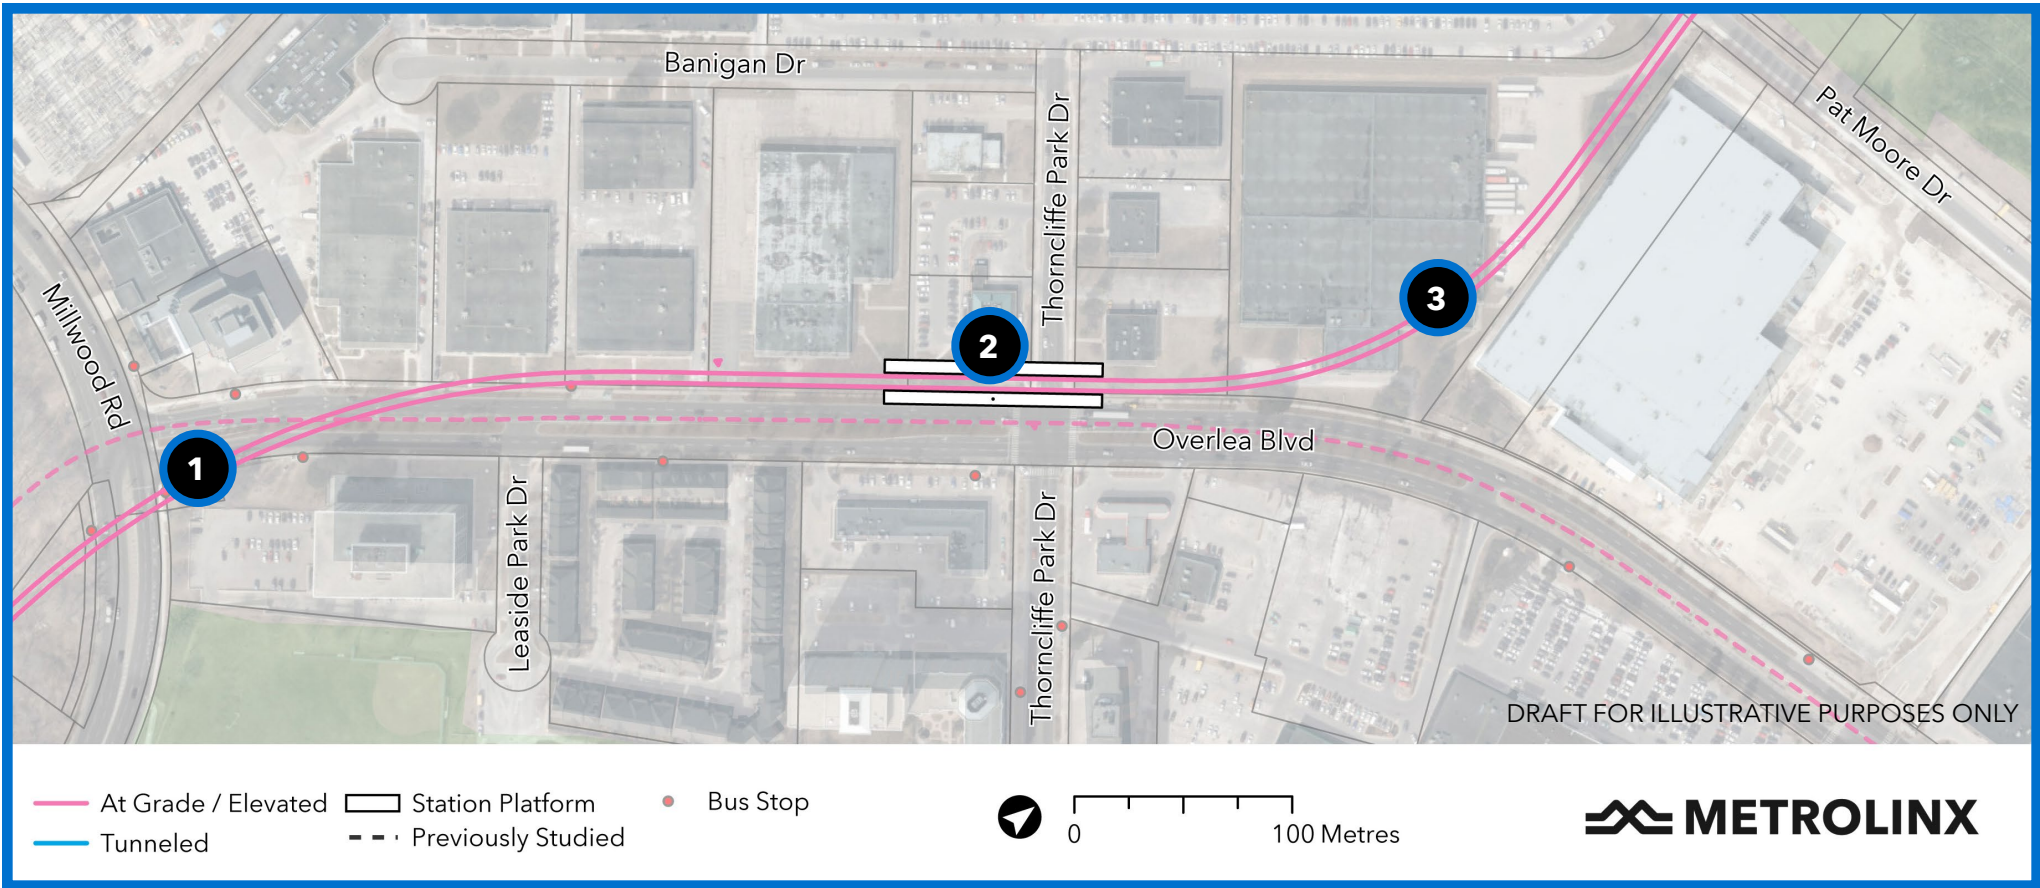 Banigan Dr
Thorncliffe Park Dr
Pat Moore Dr
Millwood Rd
3
2
1
Overlea Blvd
Leaside Park Dr
Thorncliffe Park Dr
DRAFT FOR ILLUSTRATIVE PURPOSES ONLY
At Grade / Elevated
Station Platform
Bus Stop
Tunneled
Previously Studied
0
100 Metres
METROLINX